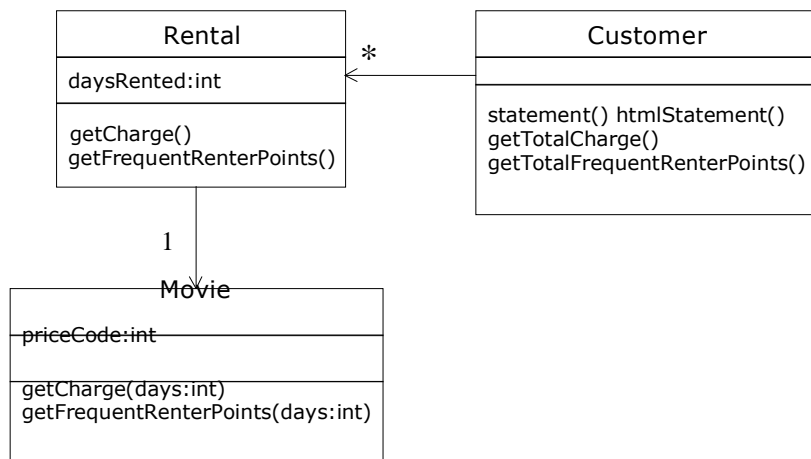 Rental
daysRented:int
getCharge()
getFrequentRenterPoints()
*
Customer
statement() htmlStatement()
getTotalCharge()
getTotalFrequentRenterPoints()
1
Movie
priceCode:int
getCharge(days:int)
getFrequentRenterPoints(days:int)